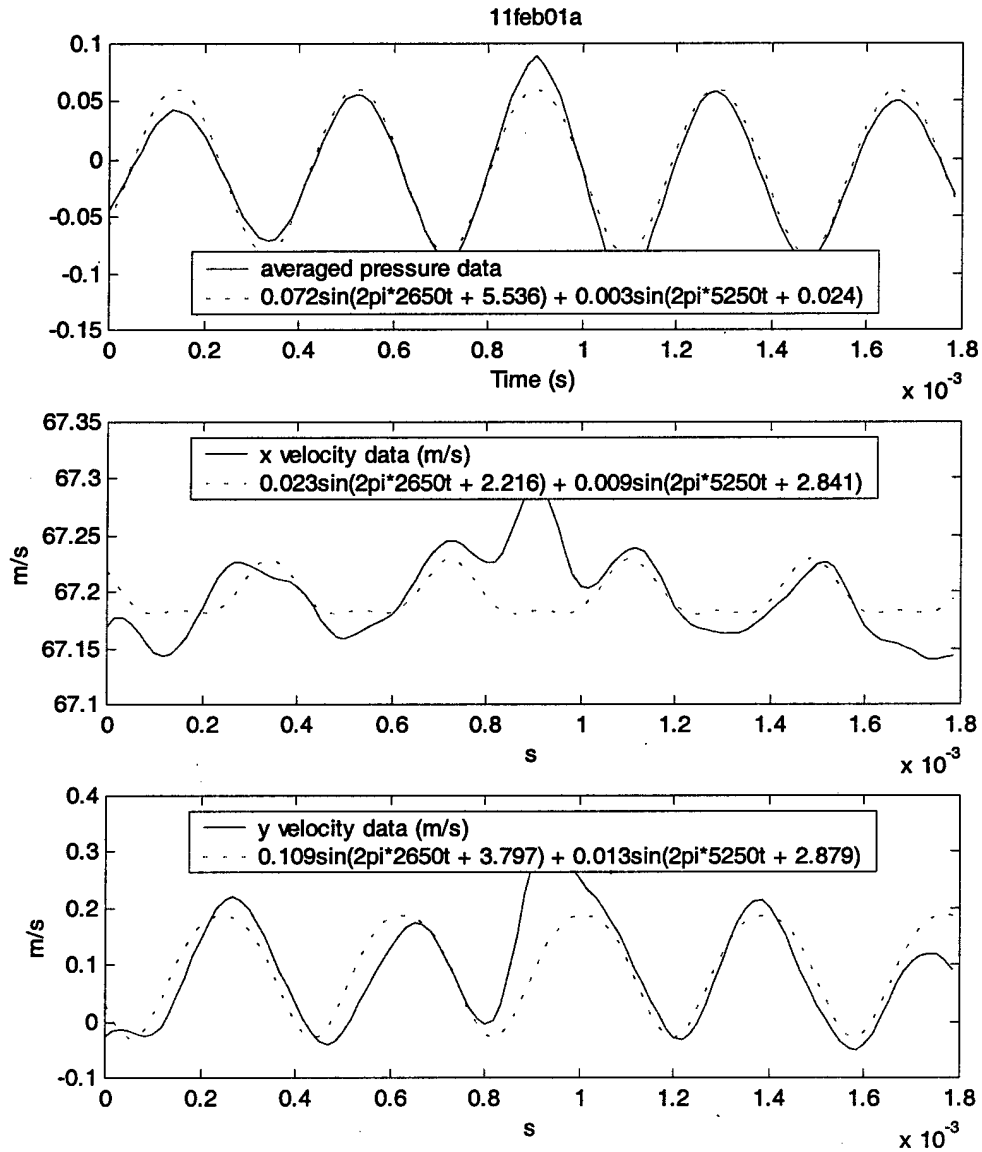 11feb01a
0.1
0.05
0
-0.05
-0.1
-0.15
averaged pressure data
0.072sin(2pi*2650t + 5.536) + 0.003sin(2pi*5250t + 0.024)
0 0.2 0.4 0.6 0.8 1 1.2 1.4 1.6 1.8
Time (s)
x 10^-3
67.35
67.3
67.25
67.2
67.15
67.1
m/s
x velocity data (m/s)
0.023sin(2pi*2650t + 2.216) + 0.009sin(2pi*5250t + 2.841)
0 0.2 0.4 0.6 0.8 1 1.2 1.4 1.6 1.8
s
x 10^-3
0.4
0.3
0.2
0.1
0
-0.1
m/s
y velocity data (m/s)
0.109sin(2pi*2650t + 3.797) + 0.013sin(2pi*5250t + 2.879)
0 0.2 0.4 0.6 0.8 1 1.2 1.4 1.6 1.8
s
x 10^-3